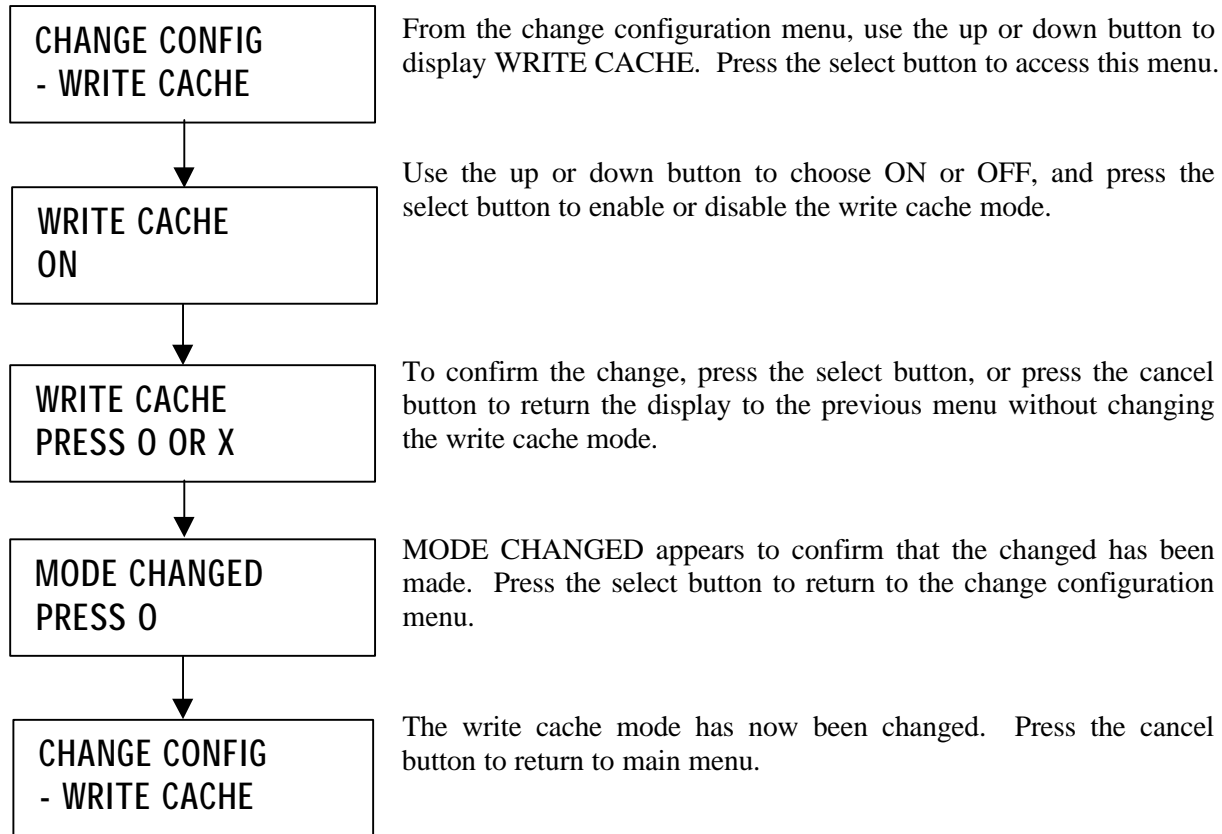 CHANGE CONFIG
- WRITE CACHE
From the change configuration menu, use the up or down button to
display WRITE CACHE. Press the select button to access this menu.
WRITE CACHE
ON
Use the up or down button to choose ON or OFF, and press the
select button to enable or disable the write cache mode.
WRITE CACHE
PRESS O OR X
To confirm the change, press the select button, or press the cancel
button to return the display to the previous menu without changing
the write cache mode.
MODE CHANGED
PRESS O
MODE CHANGED appears to confirm that the changed has been
made. Press the select button to return to the change configuration
menu.
CHANGE CONFIG
- WRITE CACHE
The write cache mode has now been changed. Press the cancel
button to return to main menu.